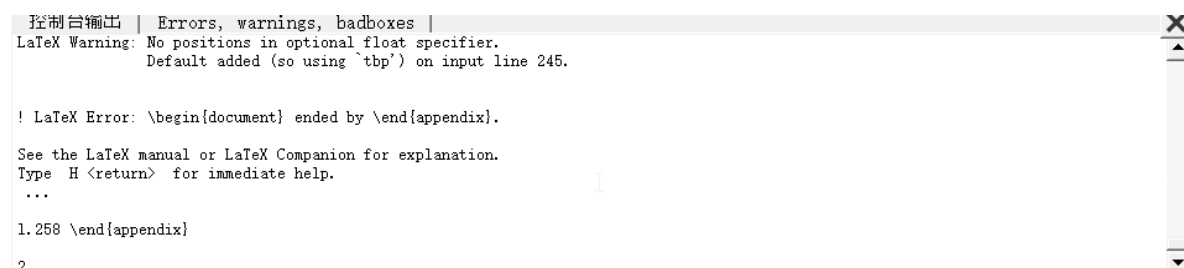 控制台输出 | Errors, warnings, badboxes |
LaTeX Warning: No positions in optional float specifier.
Default added (so using `tbp') on input line 245.
! LaTeX Error: \begin{document} ended by \end{appendix}.
See the LaTeX manual or LaTeX Companion for explanation.
Type H <return> for immediate help.
...
l.258 \end{appendix}
?